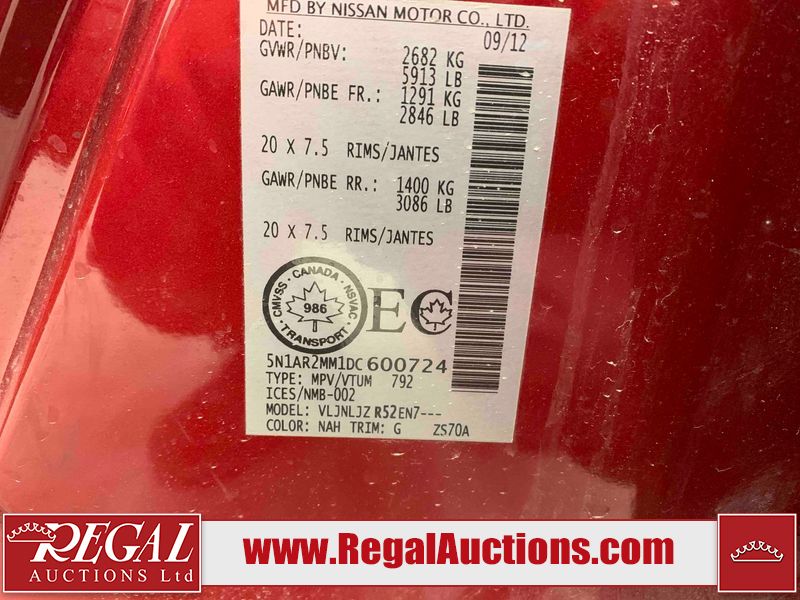 MFD BY NISSAN MOTOR CO., LTD.
DATE: 09/12
GVWR/PNBV: 2682 KG
5913 LB
GAWR/PNBE FR.: 1291 KG
2846 LB
20 X 7.5 RIMS/JANTES
GAWR/PNBE RR.: 1400 KG
3086 LB
20 X 7.5 RIMS/JANTES
CMVSS · CANADA · NSVAC
986
· TRANSPORT ·
EC
5N1AR2MM1DC600724
TYPE: MPV/VTUM 792
ICES/NMB-002
MODEL: VLJNLJZ R52EN7---
COLOR: NAH TRIM: G ZS70A
REGAL
AUCTIONS Ltd
www.RegalAuctions.com